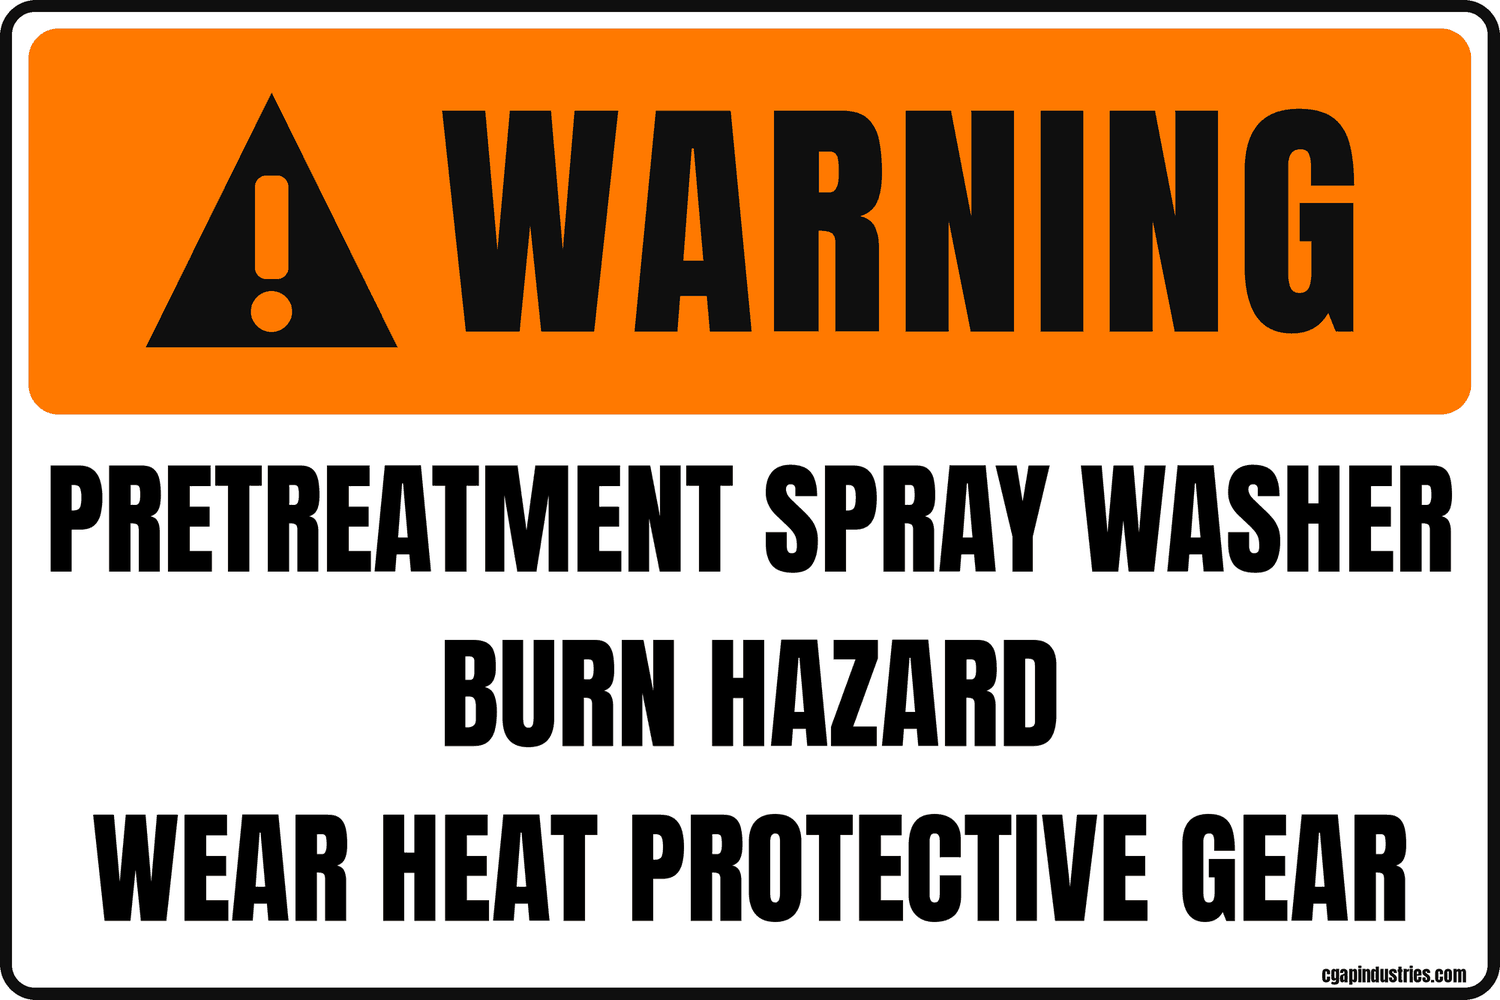 WARNING
PRETREATMENT SPRAY WASHER
BURN HAZARD
WEAR HEAT PROTECTIVE GEAR
cgapindustries.com